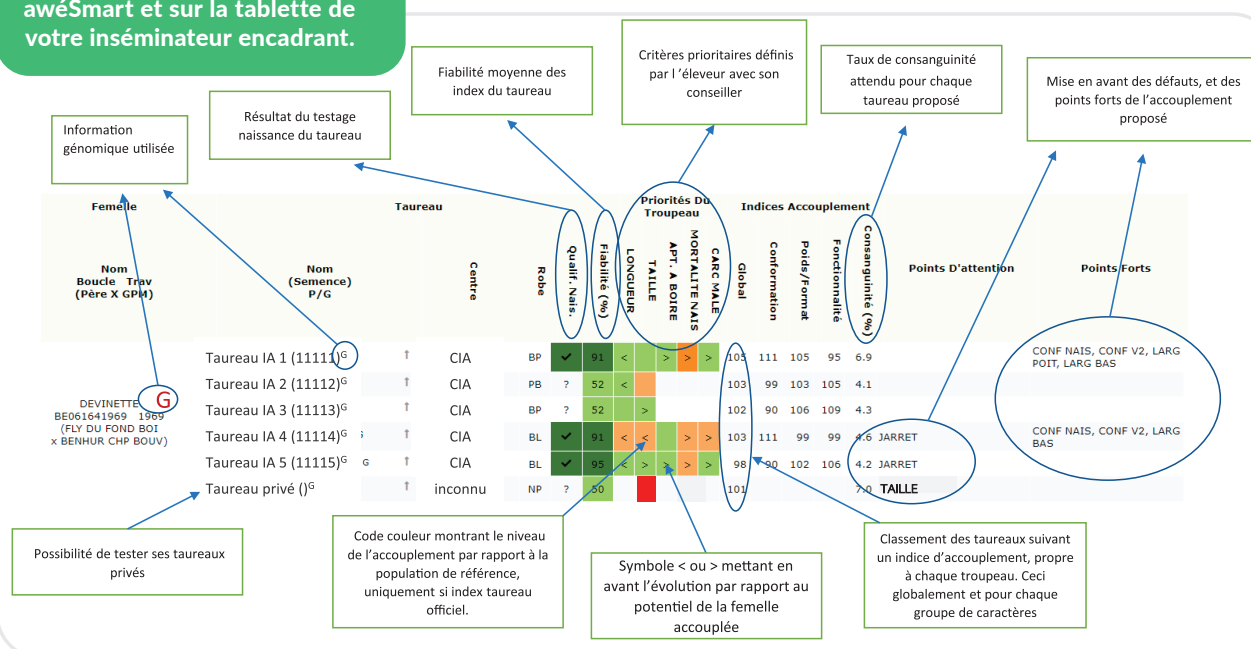 awéSmart et sur la tablette de
votre inséminateur encadrant.
Information
génomique utilisée
Résultat du testage
naissance du taureau
Fiabilité moyenne des
index du taureau
Critères prioritaires définis
par l ’éleveur avec son
conseiller
Taux de consanguinité
attendu pour chaque
taureau proposé
Mise en avant des défauts, et des
points forts de l’accouplement
proposé
Femelle
Taureau
Priorités Du
Troupeau
Indices Accouplement
Nom
Boucle Trav
(Père X GPM)
Nom
(Semence)
P/G
Centre
Robe
Qualif. Nais.
Fiabilité (%)
LONGUEUR
TAILLE
APT. A BOIRE
MORTALITE NAIS
CARC MALE
Global
Conformation
Poids/Format
Fonctionnalité
Consanguinité (%)
Points D'attention
Points Forts
DEVINETTE G
BE061641969 1969
(FLY DU FOND BOI
x BENHUR CHP BOUV)
Taureau IA 1 (11111)G ↑ CIA BP ✔ 91 < > > > 105 111 105 95 6.9 CONF NAIS, CONF V2, LARG
POIT, LARG BAS
Taureau IA 2 (11112)G ↑ CIA PB ? 52 < 103 99 103 105 4.1
Taureau IA 3 (11113)G ↑ CIA BP ? 52 > 102 90 106 109 4.3
Taureau IA 4 (11114)G G ↑ CIA BL ✔ 91 < < > > 103 111 99 99 4.6 JARRET CONF NAIS, CONF V2, LARG
BAS
Taureau IA 5 (11115)G G ↑ CIA BL ✔ 95 < > > > > 98 90 102 106 4.2 JARRET
Taureau privé ()G ↑ inconnu NP ? 50 101 7.0 TAILLE
Possibilité de tester ses taureaux
privés
Code couleur montrant le niveau
de l’accouplement par rapport à la
population de référence,
uniquement si index taureau
officiel.
Symbole < ou > mettant en
avant l’évolution par rapport au
potentiel de la femelle
accouplée
Classement des taureaux suivant
un indice d’accouplement, propre
à chaque troupeau. Ceci
globalement et pour chaque
groupe de caractères